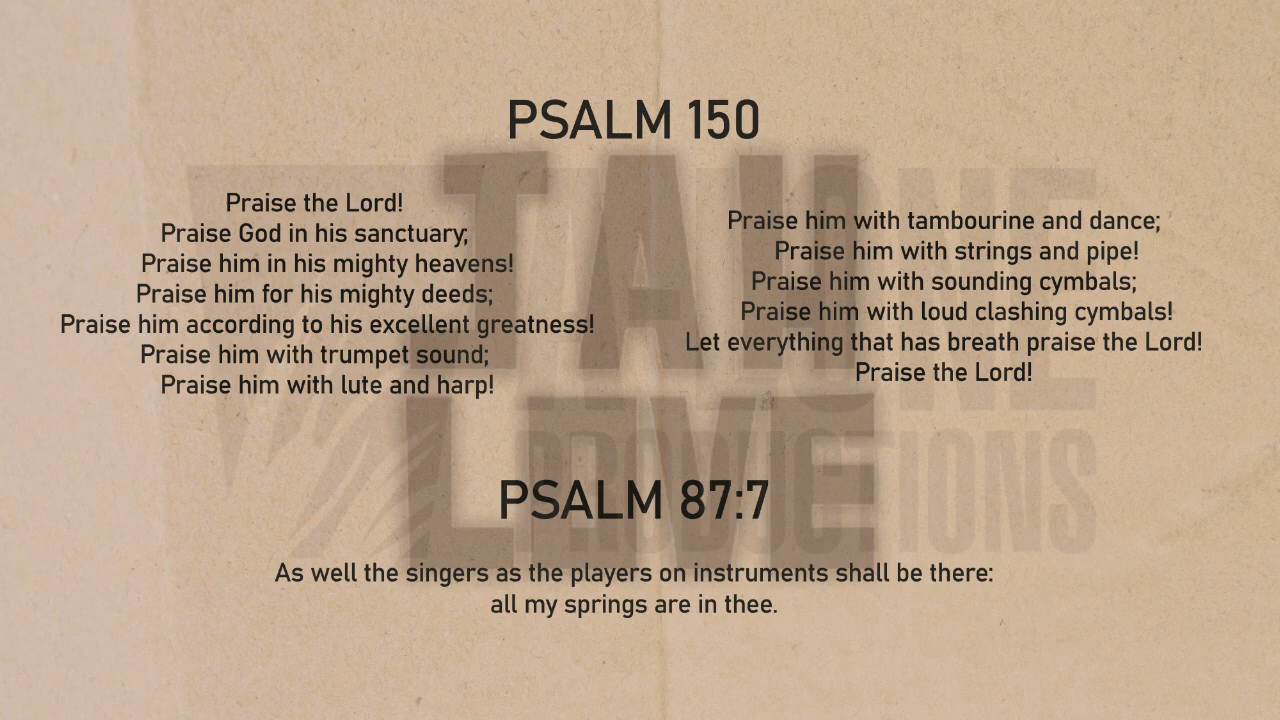 PSALM 150
Praise the Lord!
Praise God in his sanctuary;
Praise him in his mighty heavens!
Praise him for his mighty deeds;
Praise him according to his excellent greatness!
Praise him with trumpet sound;
Praise him with lute and harp!
Praise him with tambourine and dance;
Praise him with strings and pipe!
Praise him with sounding cymbals;
Praise him with loud clashing cymbals!
Let everything that has breath praise the Lord!
Praise the Lord!
PSALM 87:7
As well the singers as the players on instruments shall be there:
all my springs are in thee.
PRODUCTIONS